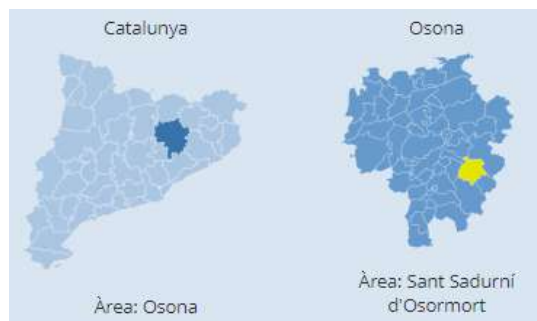 Catalunya
Osona
Àrea: Osona
Àrea: Sant Sadurní
d'Osormort